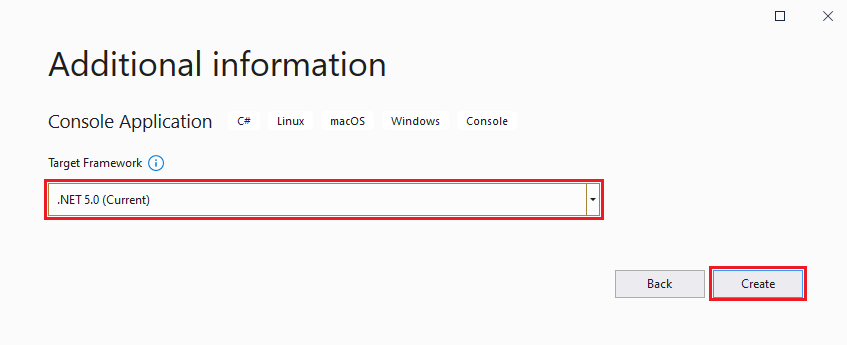 Additional information
Console Application C# Linux macOS Windows Console
Target Framework
.NET 5.0 (Current)
Back Create